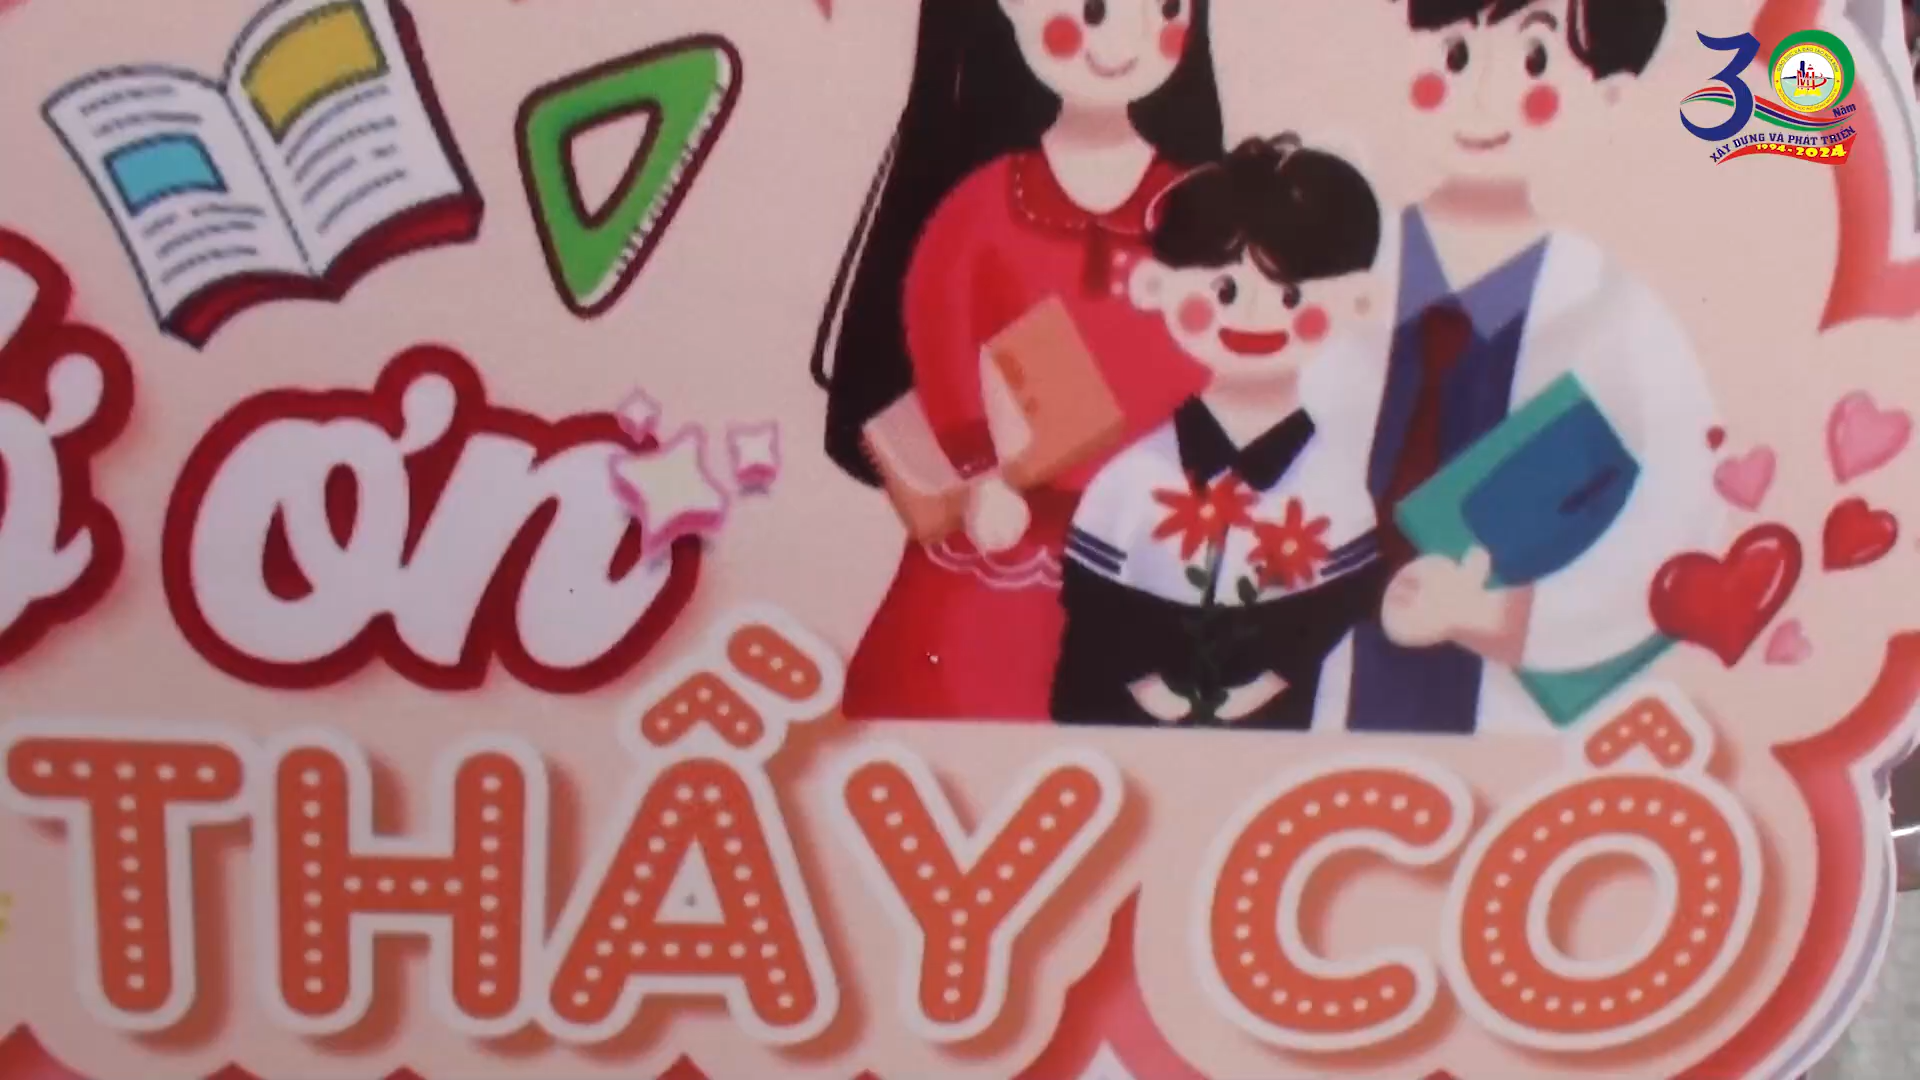 30
Năm
XÂY DỰNG VÀ PHÁT TRIỂN
1994-2024
ơn
THẦY CÔ